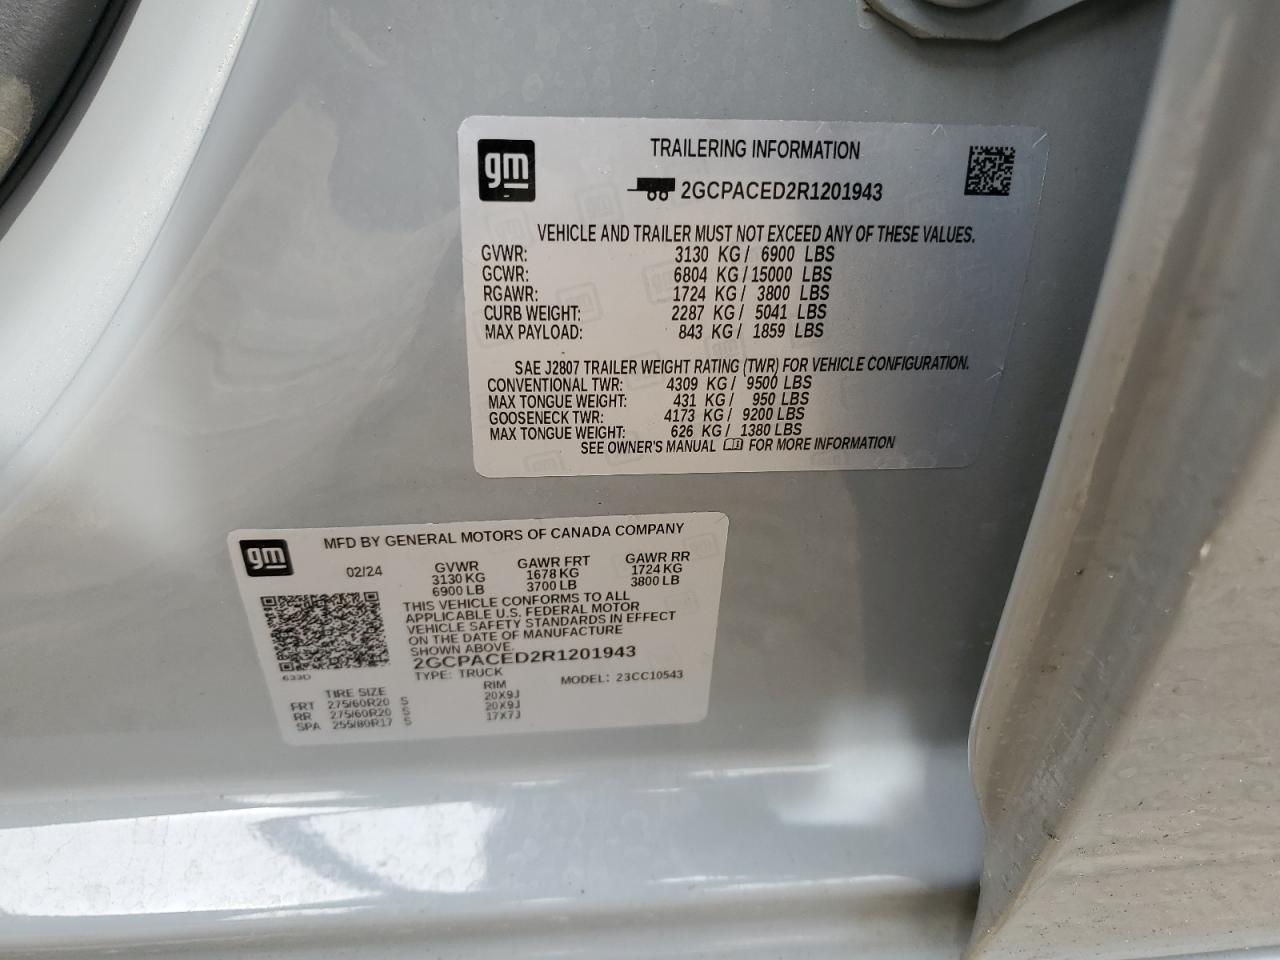 gm
TRAILERING INFORMATION
2GCPACED2R1201943
VEHICLE AND TRAILER MUST NOT EXCEED ANY OF THESE VALUES.
GVWR: 3130 KG / 6900 LBS
GCWR: 6804 KG / 15000 LBS
RGAWR: 1724 KG / 3800 LBS
CURB WEIGHT: 2287 KG / 5041 LBS
MAX PAYLOAD: 843 KG / 1859 LBS
SAE J2807 TRAILER WEIGHT RATING (TWR) FOR VEHICLE CONFIGURATION.
CONVENTIONAL TWR: 4309 KG / 9500 LBS
MAX TONGUE WEIGHT: 431 KG / 950 LBS
GOOSENECK TWR: 4173 KG / 9200 LBS
MAX TONGUE WEIGHT: 626 KG / 1380 LBS
SEE OWNER'S MANUAL FOR MORE INFORMATION
gm
MFD BY GENERAL MOTORS OF CANADA COMPANY
02/24 GVWR GAWR FRT GAWR RR
3130 KG 1678 KG 1724 KG
6900 LB 3700 LB 3800 LB
THIS VEHICLE CONFORMS TO ALL
APPLICABLE U.S. FEDERAL MOTOR
VEHICLE SAFETY STANDARDS IN EFFECT
ON THE DATE OF MANUFACTURE
SHOWN ABOVE.
2GCPACED2R1201943
TYPE: TRUCK MODEL: 23CC10543
633D
TIRE SIZE RIM
FRT 275/60R20 S 20X9J
RR 275/60R20 S 20X9J
SPA 255/80R17 S 17X7J